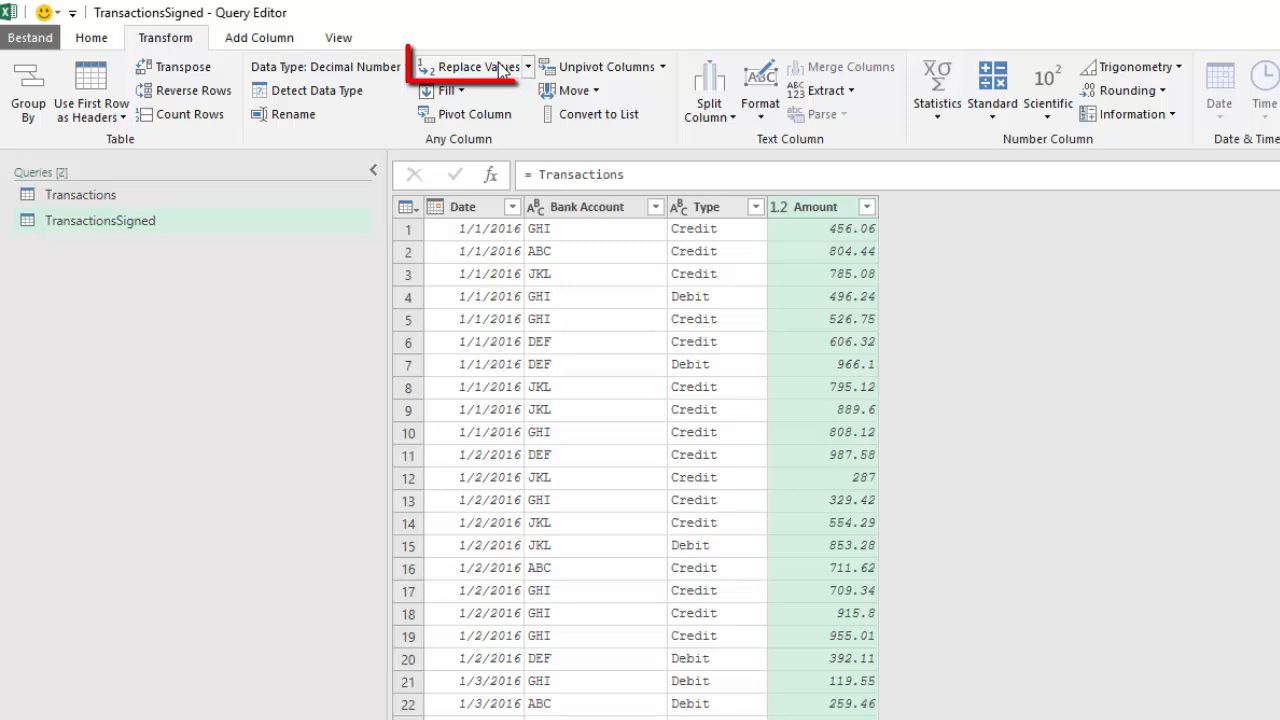 TransactionsSigned - Query Editor
Bestand Home Transform Add Column View
Group By
Use First Row as Headers
Transpose
Reverse Rows
Count Rows
Table
Data Type: Decimal Number
Detect Data Type
Rename
Replace Values
Fill
Pivot Column
Unpivot Columns
Move
Convert to List
Any Column
Split Column
Format
Merge Columns
Extract
Parse
Text Column
Statistics
Standard
Scientific
Trigonometry
Rounding
Information
Number Column
Date
Time
Date & Time
Queries [2]
Transactions
TransactionsSigned
= Transactions
Date Bank Account Type Amount
1 1/1/2016 GHI Credit 456.06
2 1/1/2016 ABC Credit 804.44
3 1/1/2016 JKL Credit 785.08
4 1/1/2016 GHI Debit 496.24
5 1/1/2016 GHI Credit 526.75
6 1/1/2016 DEF Credit 606.32
7 1/1/2016 DEF Debit 966.1
8 1/1/2016 JKL Credit 795.12
9 1/1/2016 JKL Credit 889.6
10 1/1/2016 GHI Credit 808.12
11 1/2/2016 DEF Credit 987.58
12 1/2/2016 JKL Credit 287
13 1/2/2016 GHI Credit 329.42
14 1/2/2016 JKL Credit 554.29
15 1/2/2016 JKL Debit 853.28
16 1/2/2016 ABC Credit 711.62
17 1/2/2016 GHI Credit 709.34
18 1/2/2016 GHI Credit 915.8
19 1/2/2016 GHI Credit 955.01
20 1/2/2016 DEF Debit 392.11
21 1/3/2016 GHI Debit 119.55
22 1/3/2016 ABC Debit 259.46